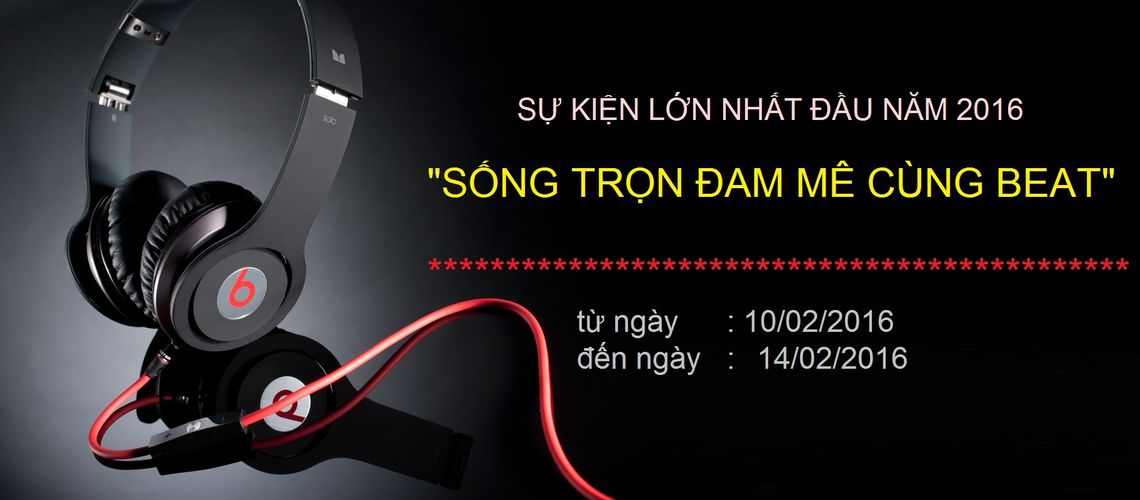 R
solo
b
SỰ KIỆN LỚN NHẤT ĐẦU NĂM 2016
"SỐNG TRỌN ĐAM MÊ CÙNG BEAT"
*********************************************
từ ngày : 10/02/2016
đến ngày : 14/02/2016